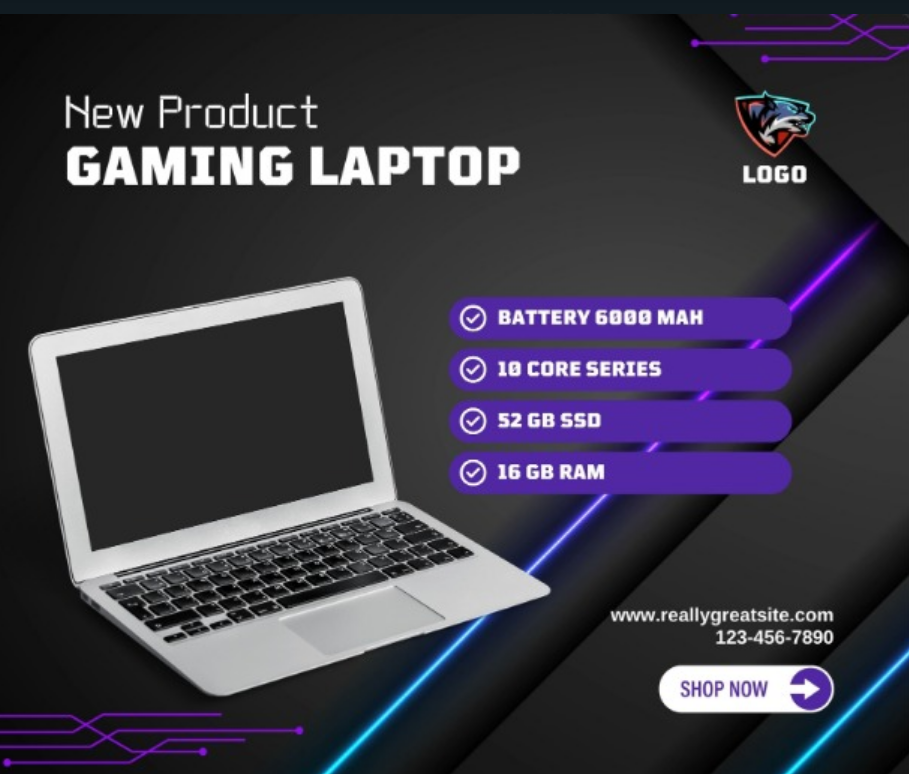 New Product
GAMING LAPTOP
LOGO
BATTERY 6000 MAH
10 CORE SERIES
52 GB SSD
16 GB RAM
www.reallygreatsite.com
123-456-7890
SHOP NOW